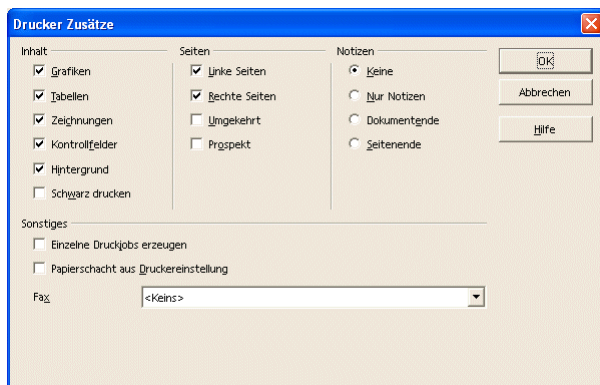 Drucker Zusätze
Inhalt
Grafiken
Tabellen
Zeichnungen
Kontrollfelder
Hintergrund
Schwarz drucken
Seiten
Linke Seiten
Rechte Seiten
Umgekehrt
Prospekt
Notizen
Keine
Nur Notizen
Dokumentende
Seitenende
OK
Abbrechen
Hilfe
Sonstiges
Einzelne Druckjobs erzeugen
Papierschacht aus Druckereinstellung
Fax
<Keins>